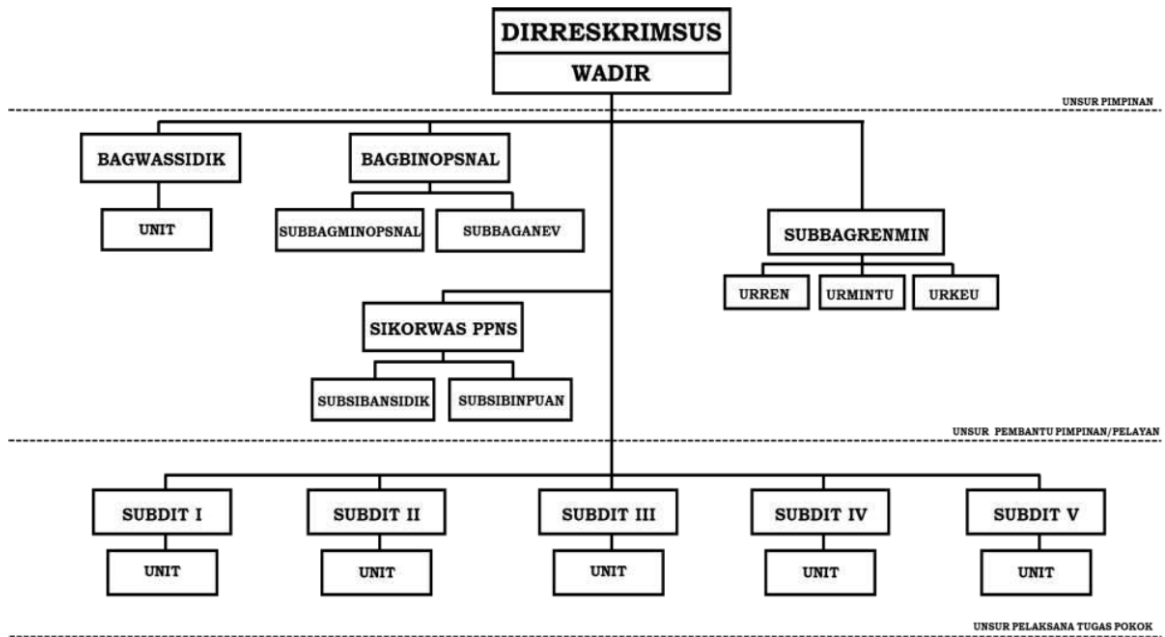 DIRRESKRIMSUS
WADIR
UNSUR PIMPINAN
BAGWASSIDIK
BAGBINOPSNAL
UNIT
SUBBAGMINOPSNAL
SUBBAGANEV
SUBBAGRENMIN
URREN
URMINTU
URKEU
SIKORWAS PPNS
SUBSIBANSIDIK
SUBSIBINPUAN
UNSUR PEMBANTU PIMPINAN/PELAYAN
SUBDIT I
SUBDIT II
SUBDIT III
SUBDIT IV
SUBDIT V
UNIT
UNIT
UNIT
UNIT
UNIT
UNSUR PELAKSANA TUGAS POKOK